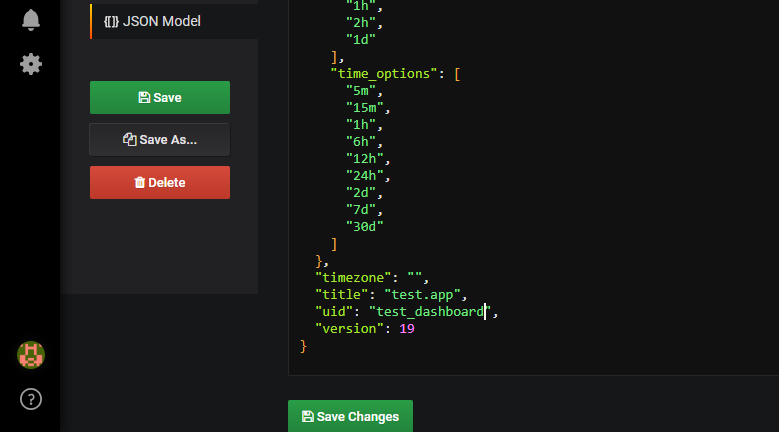 {[]} JSON Model
Save
Save As...
Delete
"1h",
"2h",
"1d"
],
"time_options": [
"5m",
"15m",
"1h",
"6h",
"12h",
"24h",
"2d",
"7d",
"30d"
]
},
"timezone": "",
"title": "test.app",
"uid": "test_dashboard",
"version": 19
}
Save Changes
?